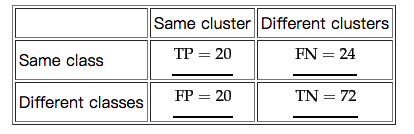 Same cluster Different clusters
Same class TP = 20 FN = 24
Different classes FP = 20 TN = 72